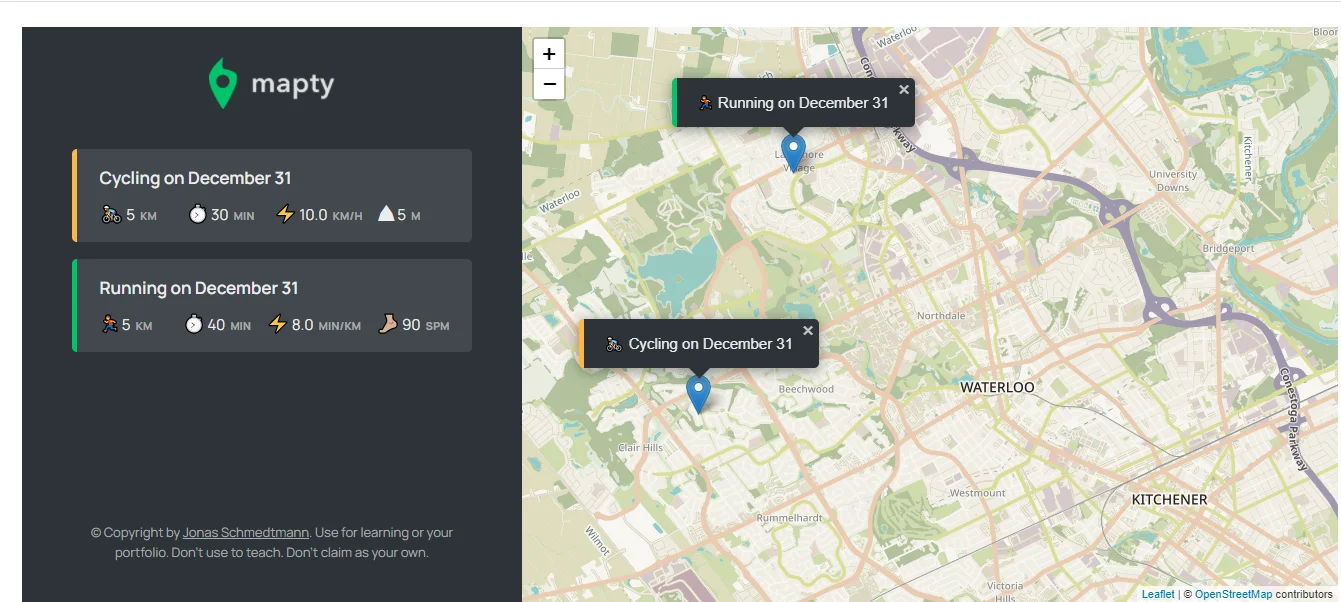 mapty
Cycling on December 31
5 KM 30 MIN 10.0 KM/H 5 M
Running on December 31
5 KM 40 MIN 8.0 MIN/KM 90 SPM
© Copyright by Jonas Schmedtmann. Use for learning or your
portfolio. Don't use to teach. Don't claim as your own.
+
−
Waterloo
Bloo
Running on December 31
×
Village
Kitchener
University
Downs
Waterloo
Bridgeport
Northdale
Cycling on December 31
×
Beechwood
WATERLOO
Conestoga Parkway
Clair Hills
Westmount
KITCHENER
Rummelhardt
Wilmot
Victoria
Hills
Leaflet | © OpenStreetMap contributors